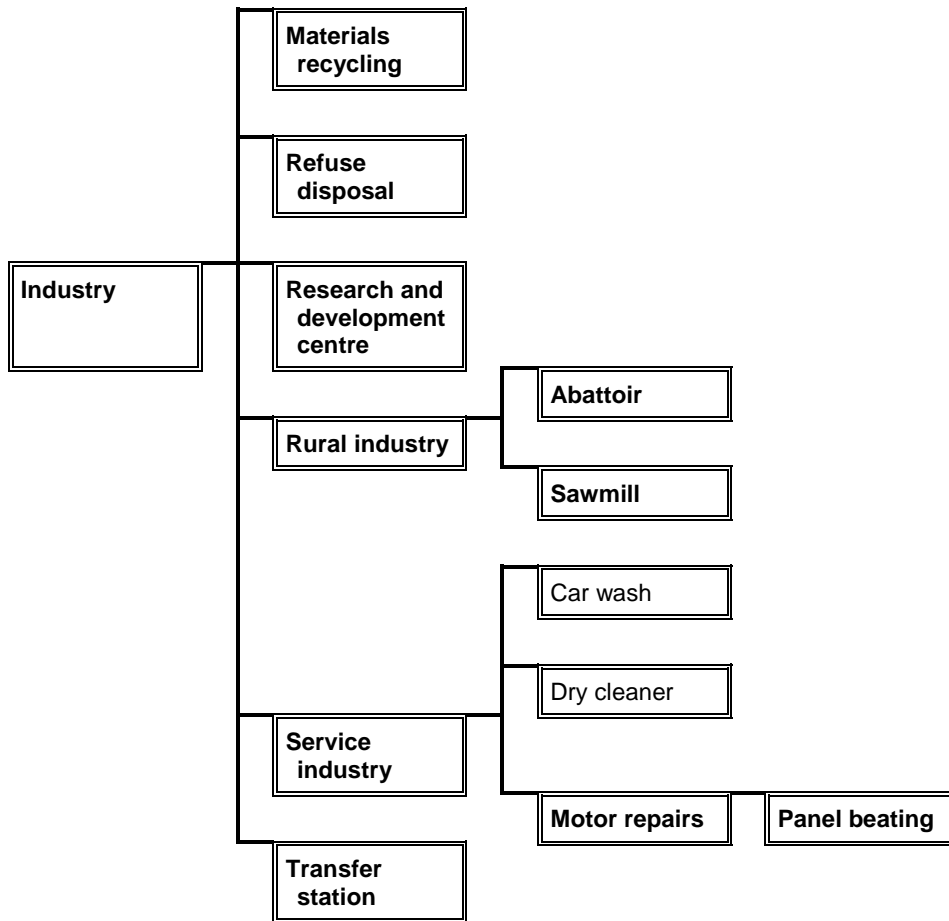 Materials
recycling
Refuse
disposal
Industry
Research and
development
centre
Abattoir
Rural industry
Sawmill
Car wash
Dry cleaner
Service
industry
Motor repairs
Panel beating
Transfer
station